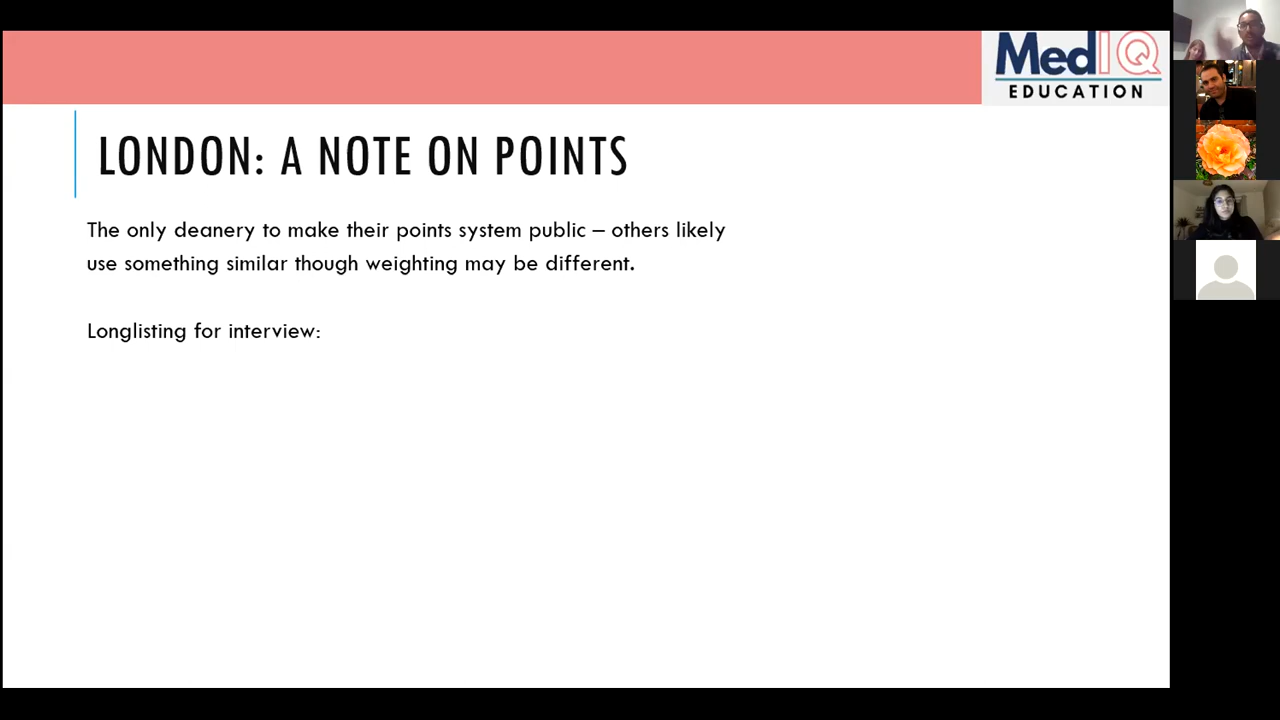 MedIQ
EDUCATION
LONDON: A NOTE ON POINTS
The only deanery to make their points system public – others likely
use something similar though weighting may be different.
Longlisting for interview: